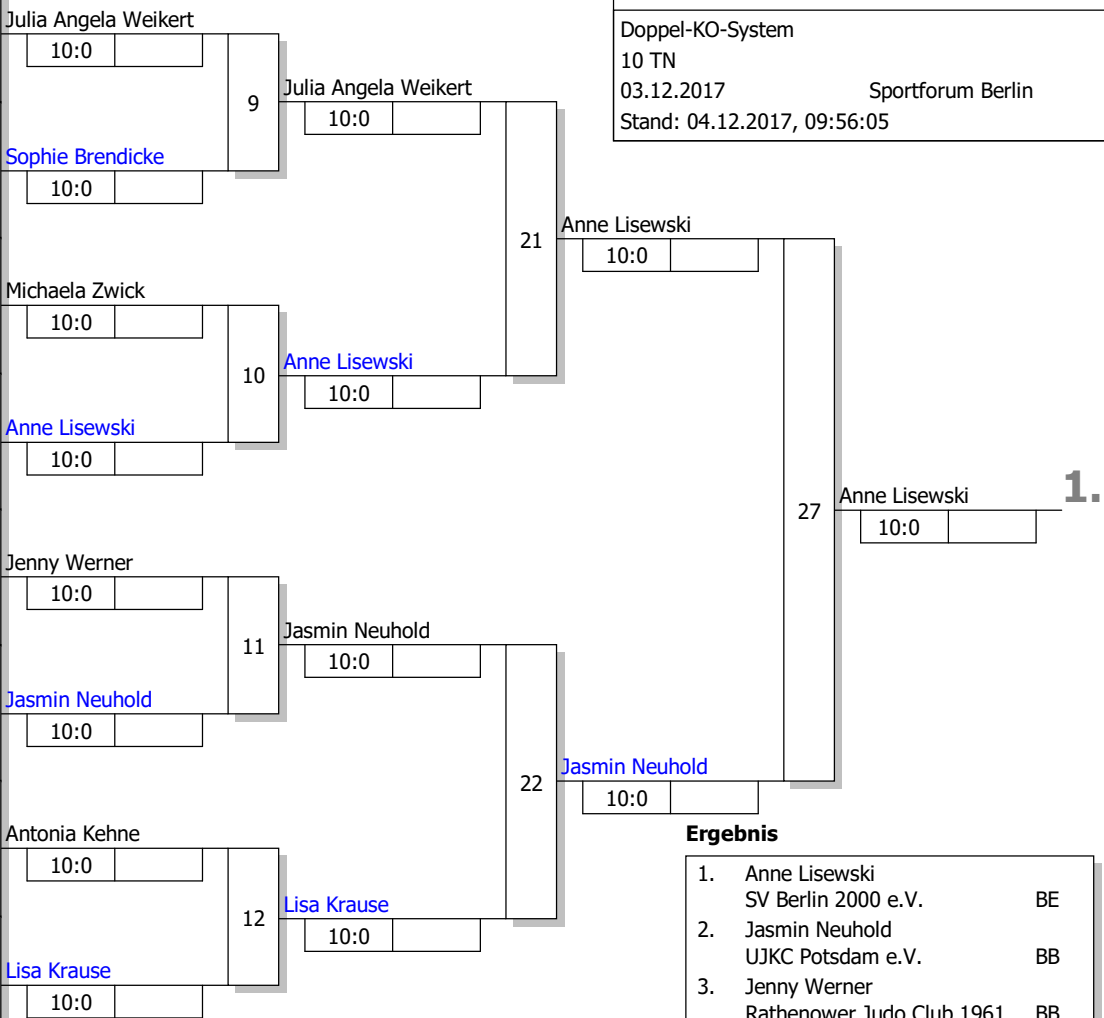 Doppel-KO-System
10 TN
03.12.2017 Sportforum Berlin
Stand: 04.12.2017, 09:56:05
Julia Angela Weikert
10:0
9
Julia Angela Weikert
10:0
Sophie Brendicke
10:0
21
Anne Lisewski
10:0
Michaela Zwick
10:0
10
Anne Lisewski
10:0
Anne Lisewski
10:0
27
Anne Lisewski
1.
10:0
Jenny Werner
10:0
11
Jasmin Neuhold
10:0
Jasmin Neuhold
10:0
22
Jasmin Neuhold
10:0
Antonia Kehne
10:0
12
Lisa Krause
10:0
Lisa Krause
10:0
Ergebnis
1. Anne Lisewski
SV Berlin 2000 e.V. BE
2. Jasmin Neuhold
UJKC Potsdam e.V. BB
3. Jenny Werner
Rathenower Judo Club 1961 BB